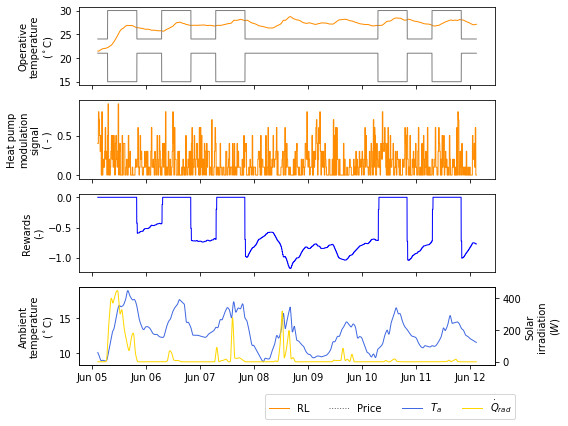 Operative
temperature
(°C)
30
25
20
15
Heat pump
modulation
signal
( - )
0.5
0.0
Rewards
(-)
0.0
−0.5
−1.0
Ambient
temperature
(°C)
15
10
400
200
0
Solar
irradiation
(W)
Jun 05 Jun 06 Jun 07 Jun 08 Jun 09 Jun 10 Jun 11 Jun 12
RL Price Tₐ Q̇_rad